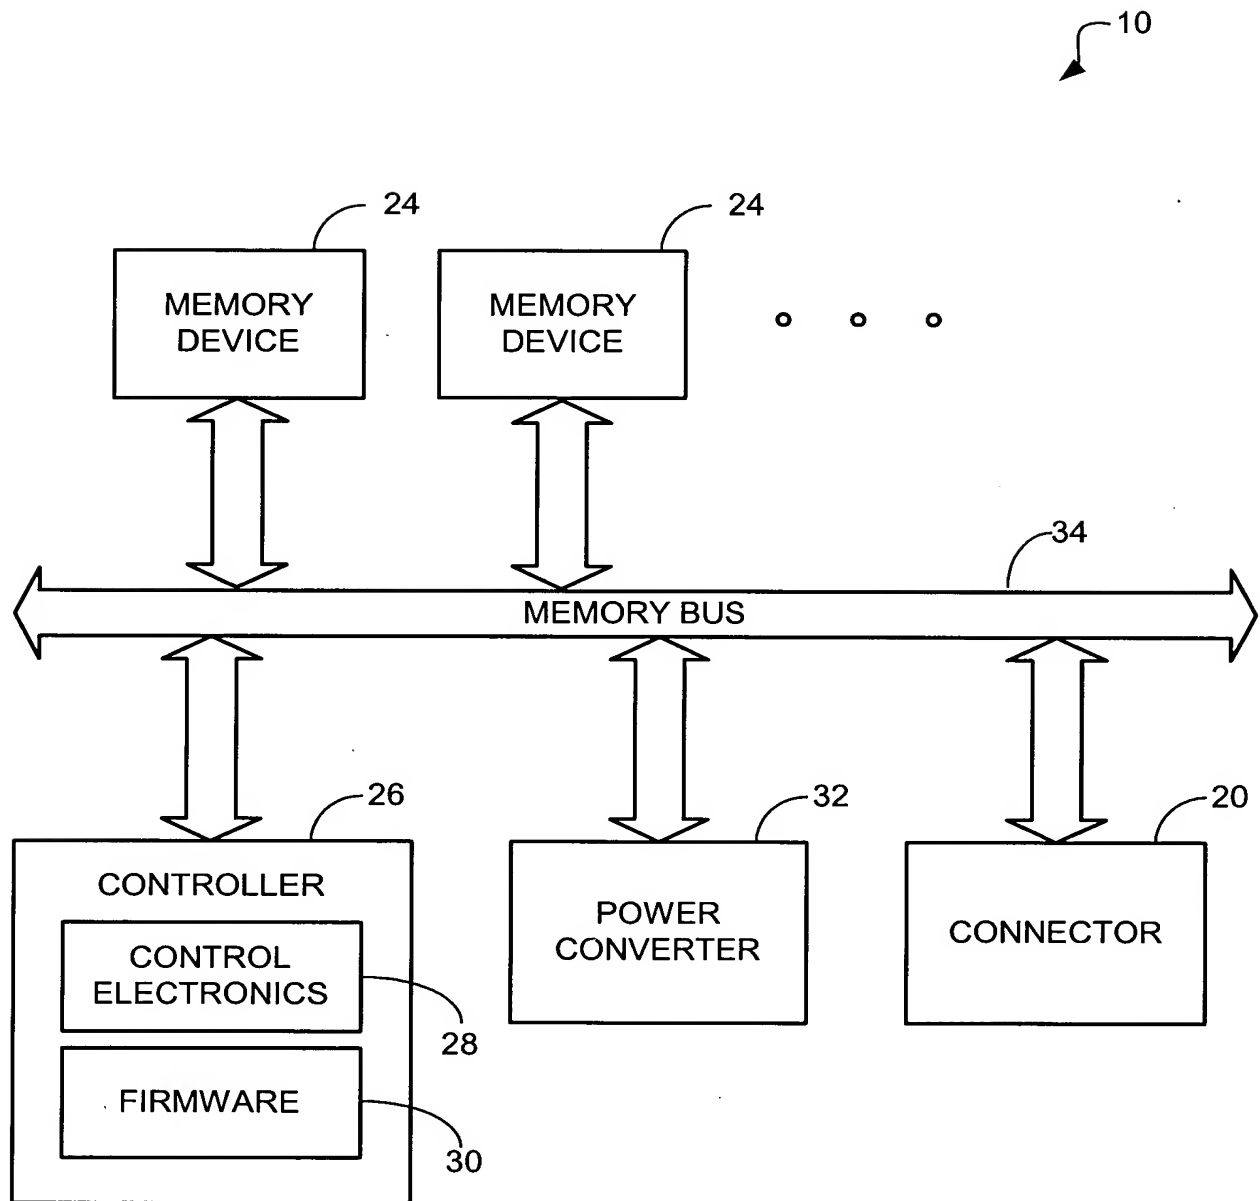 10
24
24
MEMORY
DEVICE
MEMORY
DEVICE
34
MEMORY BUS
26
32
20
CONTROLLER
CONTROL
ELECTRONICS
28
FIRMWARE
30
POWER
CONVERTER
CONNECTOR